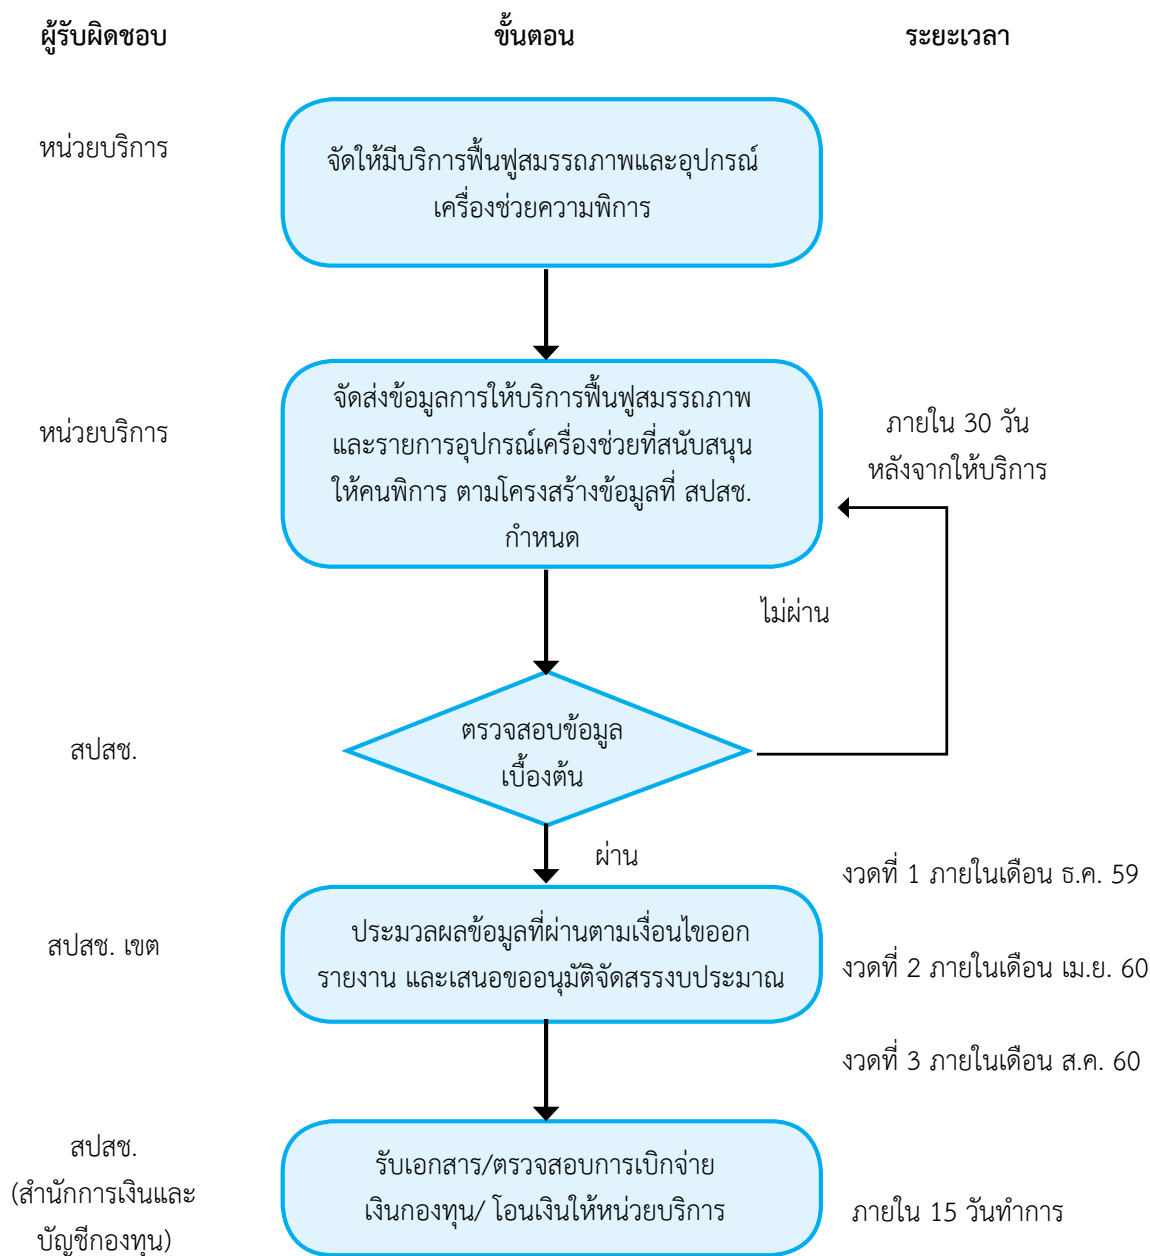 ผู้รับผิดชอบ
ขั้นตอน
ระยะเวลา
หน่วยบริการ
จัดให้มีบริการฟื้นฟูสมรรถภาพและอุปกรณ์
เครื่องช่วยความพิการ
หน่วยบริการ
จัดส่งข้อมูลการให้บริการฟื้นฟูสมรรถภาพ
และรายการอุปกรณ์เครื่องช่วยที่สนับสนุน
ให้คนพิการ ตามโครงสร้างข้อมูลที่ สปสช.
กำหนด
ภายใน 30 วัน
หลังจากให้บริการ
ไม่ผ่าน
สปสช.
ตรวจสอบข้อมูล
เบื้องต้น
ผ่าน
สปสช. เขต
ประมวลผลข้อมูลที่ผ่านตามเงื่อนไขออก
รายงาน และเสนอขออนุมัติจัดสรรงบประมาณ
งวดที่ 1 ภายในเดือน ธ.ค. 59
งวดที่ 2 ภายในเดือน เม.ย. 60
งวดที่ 3 ภายในเดือน ส.ค. 60
สปสช.
(สำนักการเงินและ
บัญชีกองทุน)
รับเอกสาร/ตรวจสอบการเบิกจ่าย
เงินกองทุน/ โอนเงินให้หน่วยบริการ
ภายใน 15 วันทำการ